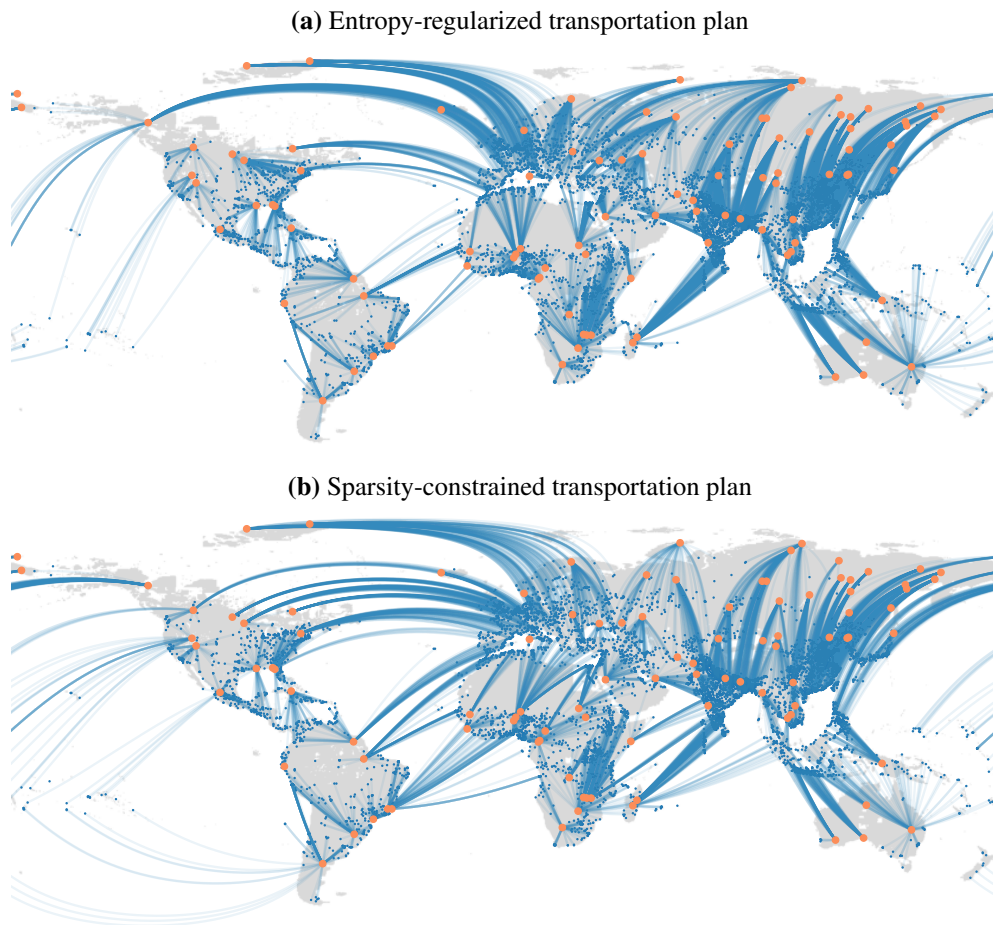 (a) Entropy-regularized transportation plan
(b) Sparsity-constrained transportation plan